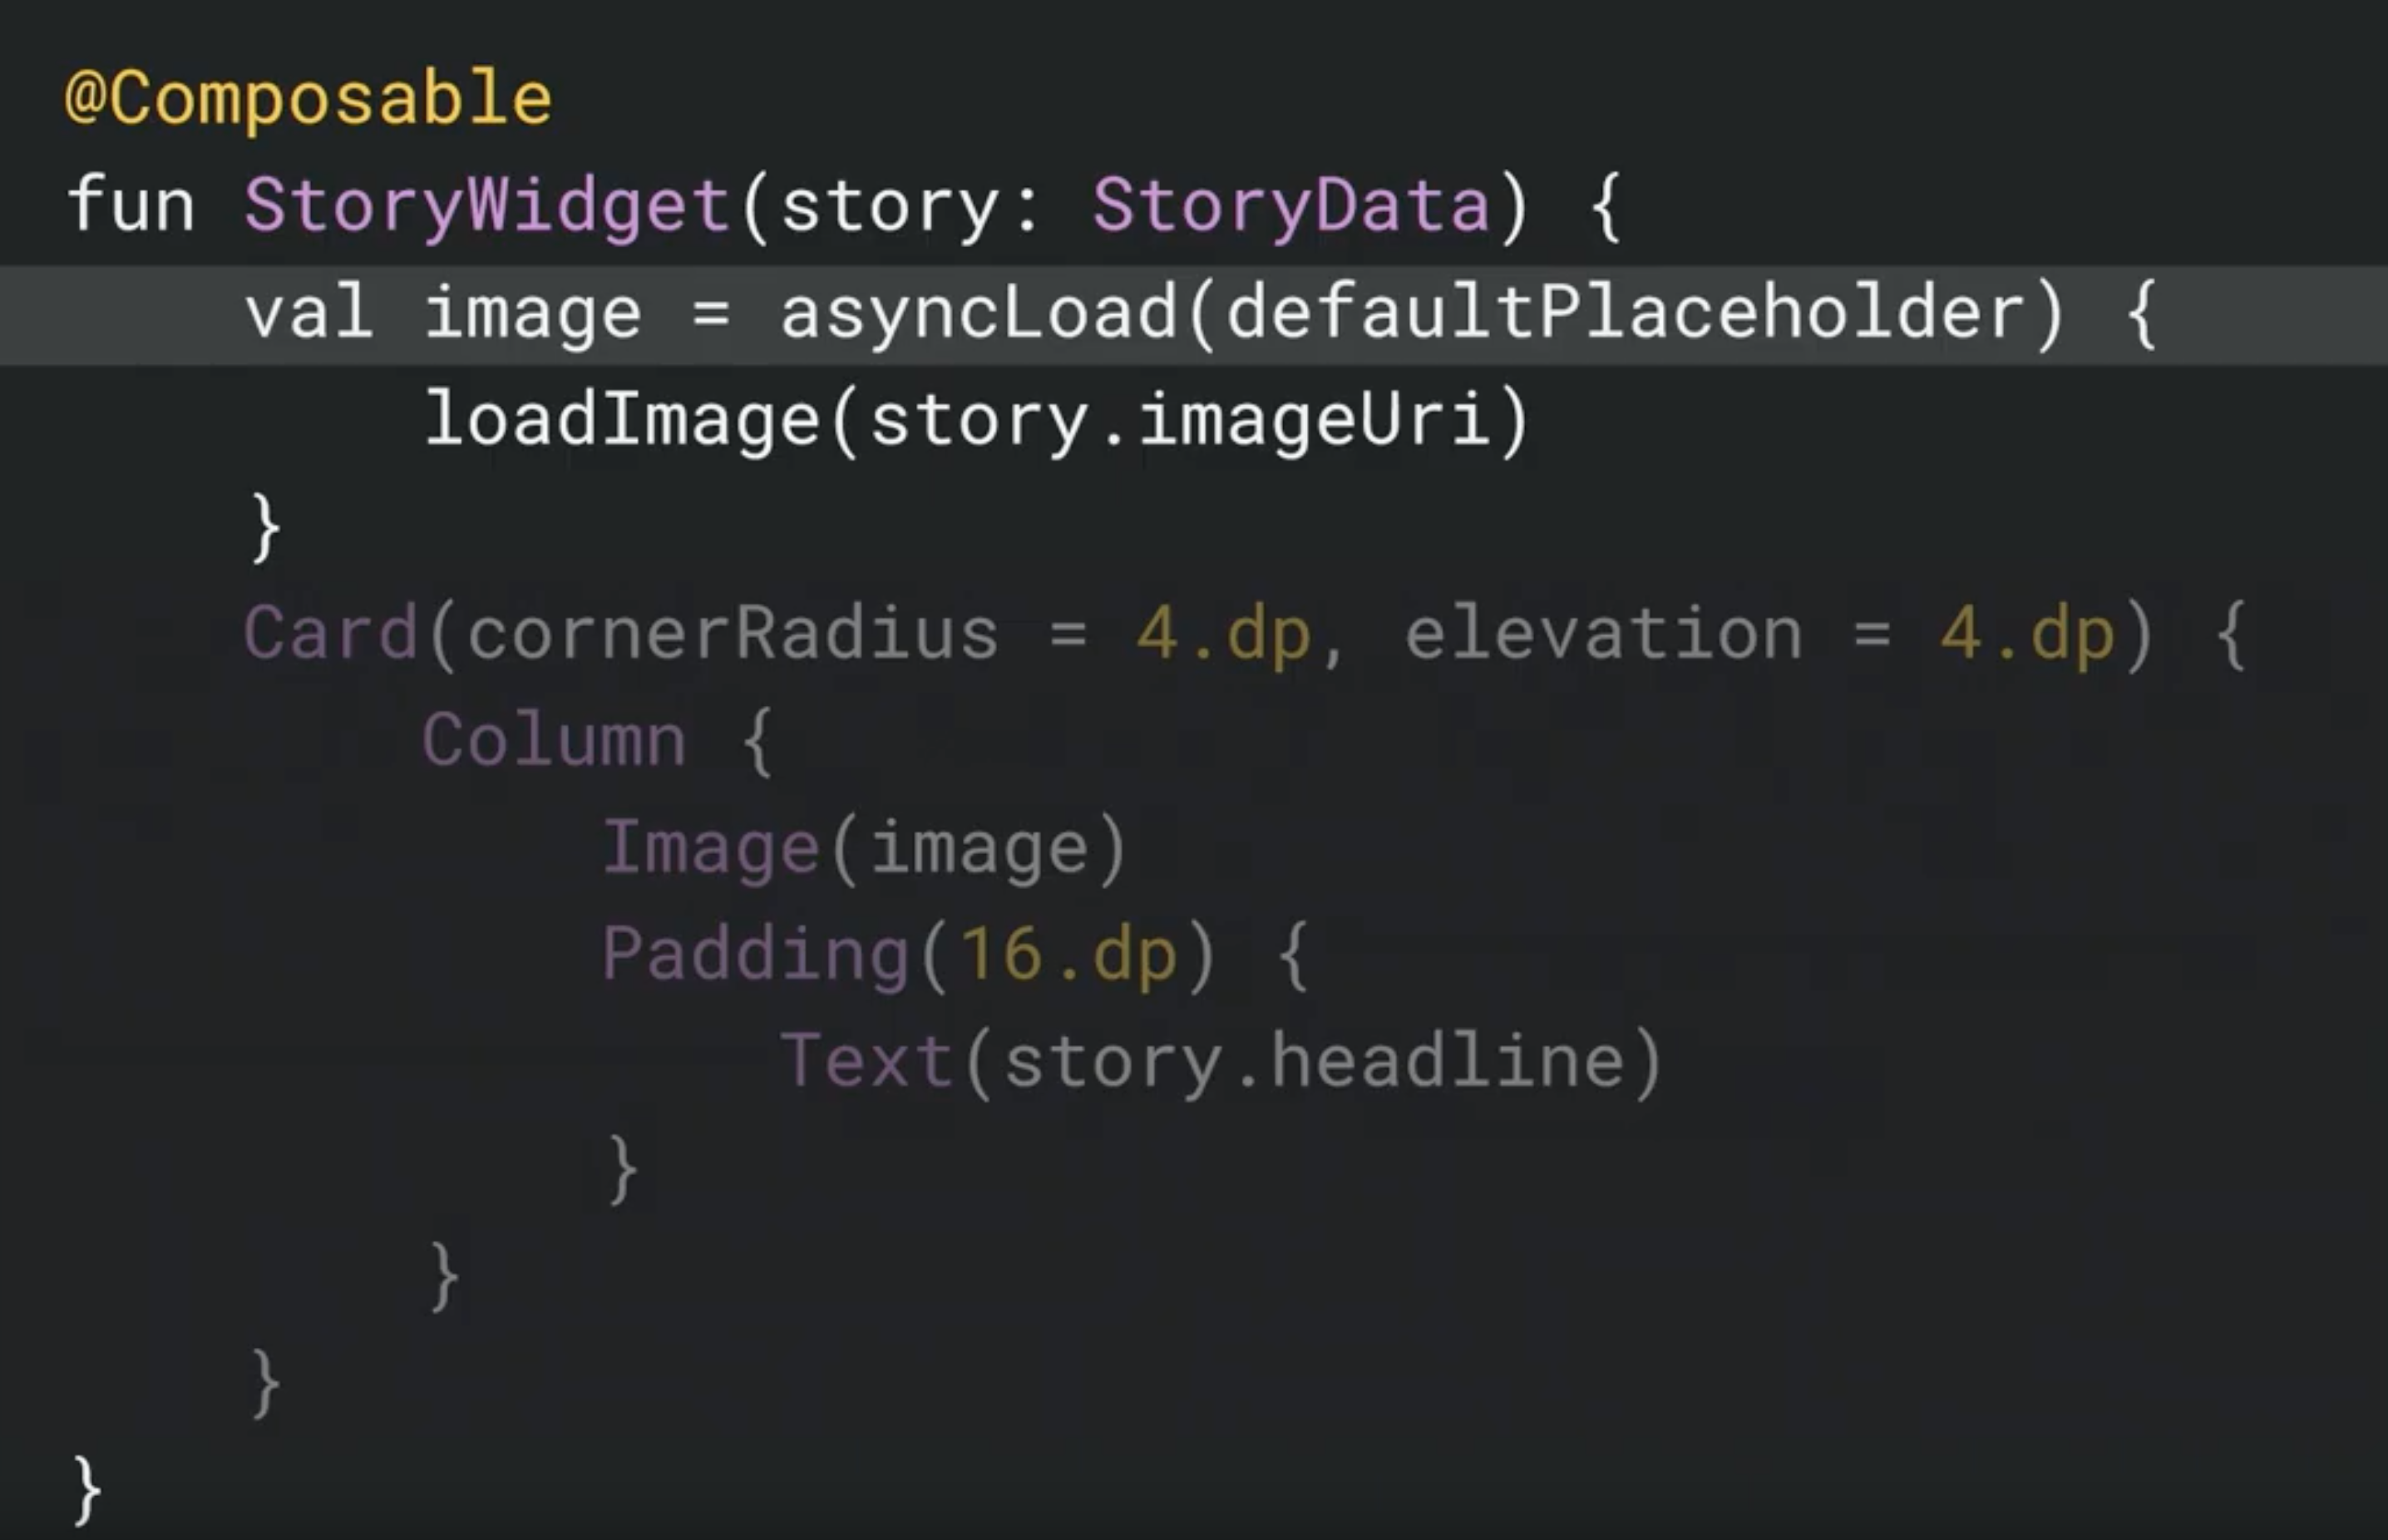 @Composable
fun StoryWidget(story: StoryData) {
    val image = asyncLoad(defaultPlaceholder) {
        loadImage(story.imageUri)
    }
    Card(cornerRadius = 4.dp, elevation = 4.dp) {
        Column {
            Image(image)
            Padding(16.dp) {
                Text(story.headline)
            }
        }
    }
}